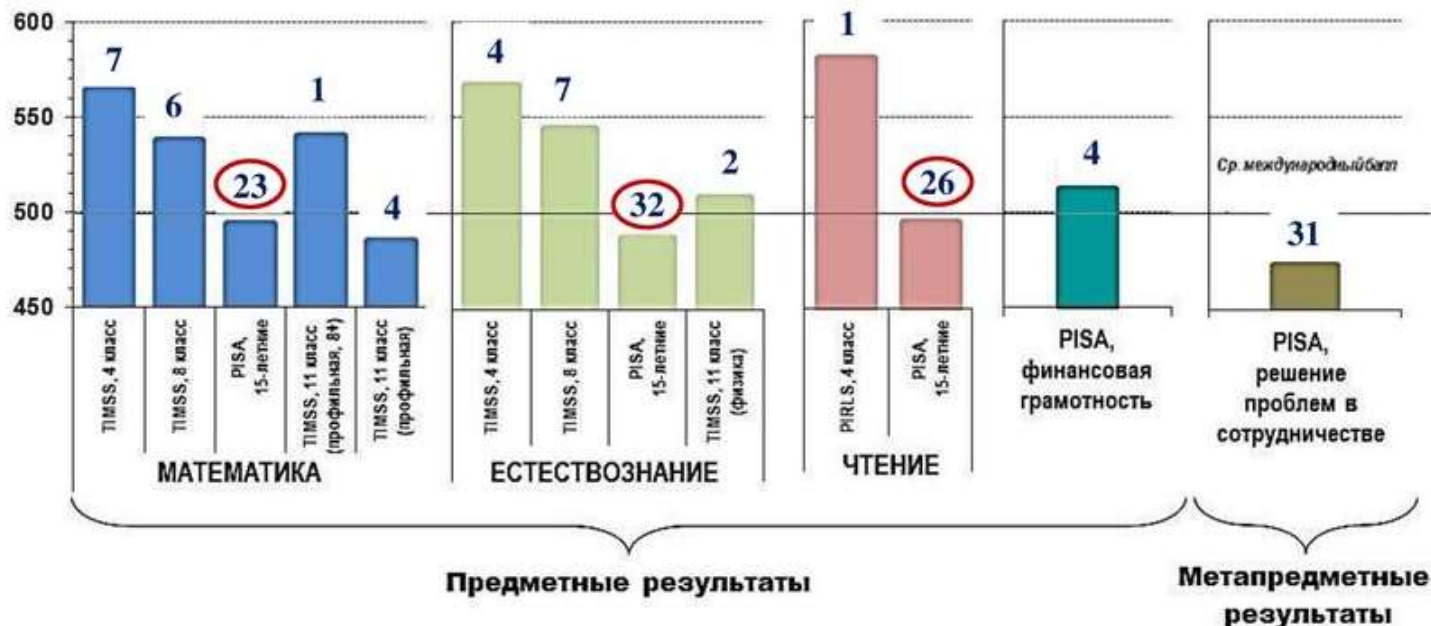 600
550
500
450
7
6
23
1
4
4
7
32
2
1
26
4
Ср. международный балл
31
TIMSS, 4 класс
TIMSS, 8 класс
PISA,
15-летние
TIMSS, 11 класс
(профильная, 8+)
TIMSS, 11 класс
(профильная)
МАТЕМАТИКА
TIMSS, 4 класс
TIMSS, 8 класс
PISA,
15-летние
TIMSS, 11 класс
(физика)
ЕСТЕСТВОЗНАНИЕ
PIRLS, 4 класс
PISA,
15-летние
ЧТЕНИЕ
PISA,
финансовая
грамотность
PISA,
решение
проблем в
сотрудничестве
Предметные результаты
Метапредметные
результаты